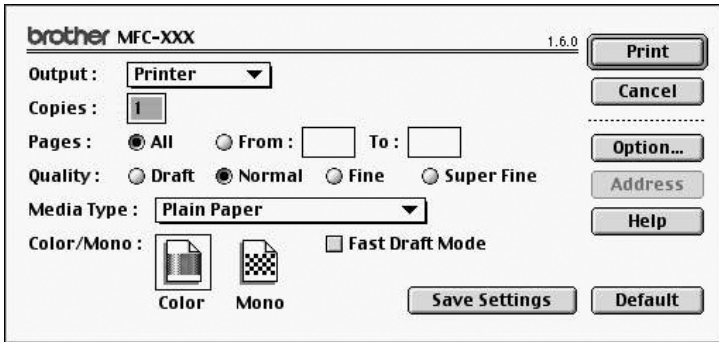 brother MFC-XXX 1.6.0 Print
Output : Printer Cancel
Copies : 1
Pages : All From : To : Option...
Quality : Draft Normal Fine Super Fine Address
Media Type : Plain Paper Help
Color/Mono : Fast Draft Mode
Color Mono Save Settings Default